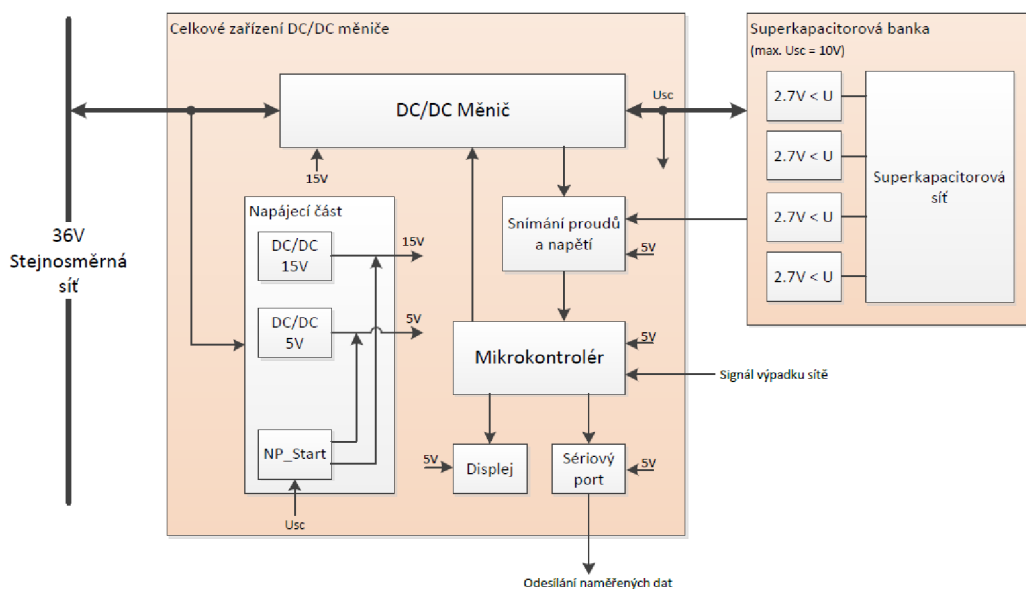 Celkové zařízení DC/DC měniče
Superkapacitorová banka
(max. Usc = 10V)
36V
Stejnosměrná
síť
DC/DC Měnič
Usc
15V
2.7V < U
2.7V < U
2.7V < U
2.7V < U
Superkapacitorová
síť
Napájecí část
DC/DC
15V
15V
DC/DC
5V
5V
NP_Start
Usc
Snímání proudů
a napětí
5V
Mikrokontrolér
5V
Signál výpadku sítě
5V
Displej
Sériový
port
5V
Odesílání naměřených dat